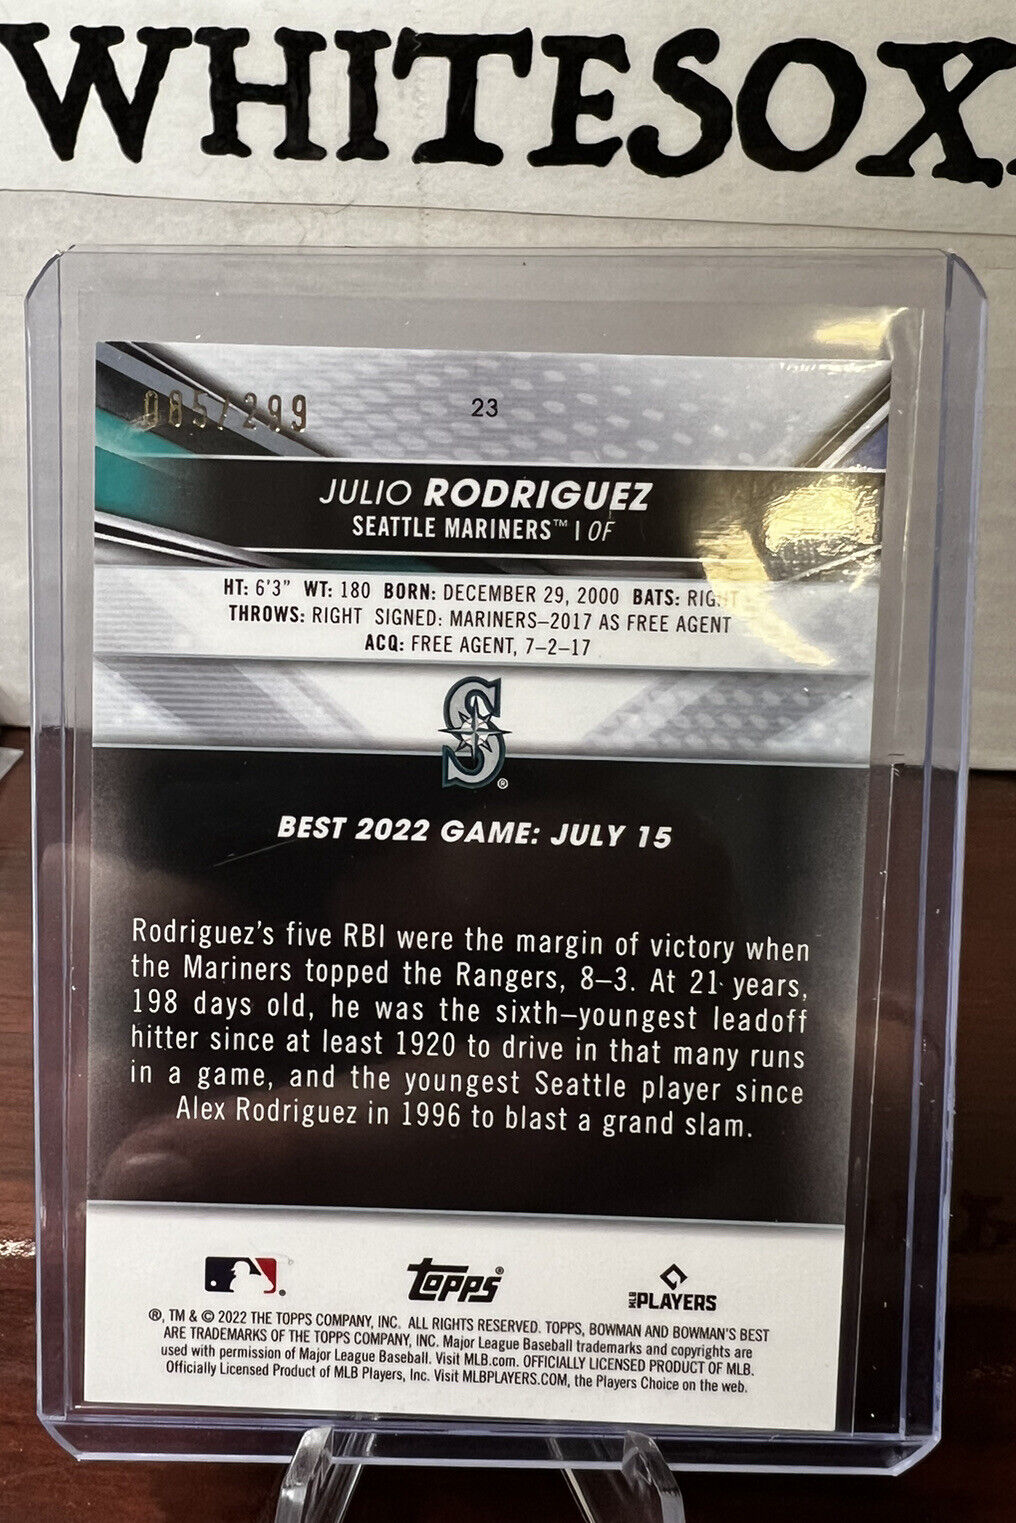 WHITESOX
085/299
23
JULIO RODRIGUEZ
SEATTLE MARINERS™ | OF
HT: 6'3" WT: 180 BORN: DECEMBER 29, 2000 BATS: RIGHT
THROWS: RIGHT SIGNED: MARINERS–2017 AS FREE AGENT
ACQ: FREE AGENT, 7–2–17
S®
BEST 2022 GAME: JULY 15
Rodriguez's five RBI were the margin of victory when
the Mariners topped the Rangers, 8–3. At 21 years,
198 days old, he was the sixth–youngest leadoff
hitter since at least 1920 to drive in that many runs
in a game, and the youngest Seattle player since
Alex Rodriguez in 1996 to blast a grand slam.
Topps®
MLB PLAYERS
®, TM & © 2022 THE TOPPS COMPANY, INC. ALL RIGHTS RESERVED. TOPPS, BOWMAN AND BOWMAN'S BEST
ARE TRADEMARKS OF THE TOPPS COMPANY, INC. Major League Baseball trademarks and copyrights are
used with permission of Major League Baseball. Visit MLB.com. OFFICIALLY LICENSED PRODUCT OF MLB.
Officially Licensed Product of MLB Players, Inc. Visit MLBPLAYERS.COM, the Players Choice on the web.